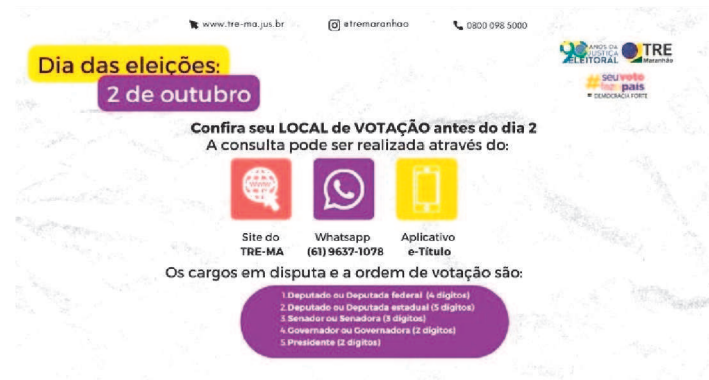 www.tre-ma.jus.br
@tremaranhao
0800 098 5000
90 ANOS DA JUSTIÇA ELEITORAL
TRE
Maranhão
#seuvoto
fazopaís
= DEMOCRACIA FORTE
Dia das eleições:
2 de outubro
Confira seu LOCAL de VOTAÇÃO antes do dia 2
A consulta pode ser realizada através do:
www
Site do
TRE-MA
Whatsapp
(61) 9637-1078
Aplicativo
e-Título
Os cargos em disputa e a ordem de votação são:
1.Deputado ou Deputada federal (4 dígitos)
2.Deputado ou Deputada estadual (5 dígitos)
3.Senador ou Senadora (3 dígitos)
4.Governador ou Governadora (2 dígitos)
5.Presidente (2 dígitos)